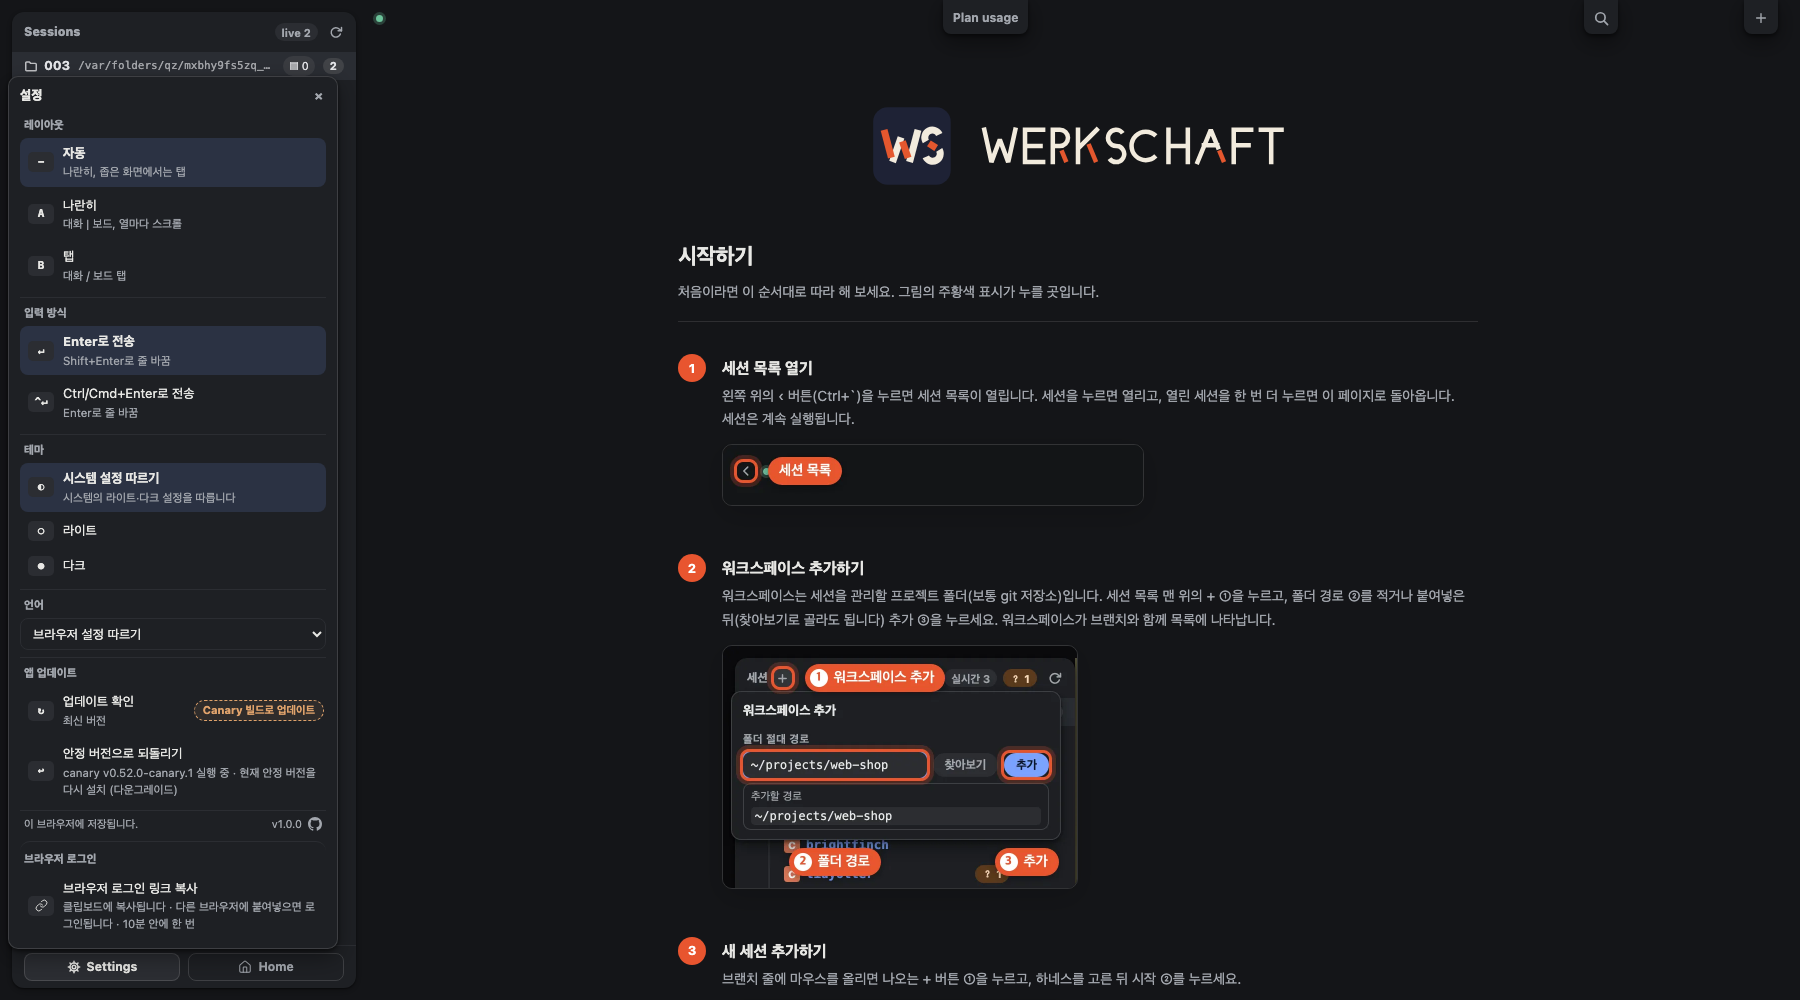 Sessions
live 2
003 /var/folders/qz/mxbhy9fs5zq_… 0 2
설정
레이아웃
자동
나란히, 좁은 화면에서는 탭
A 나란히
대화 | 보드, 열마다 스크롤
B 탭
대화 / 보드 탭
입력 방식
Enter로 전송
Shift+Enter로 줄 바꿈
Ctrl/Cmd+Enter로 전송
Enter로 줄 바꿈
테마
시스템 설정 따르기
시스템의 라이트·다크 설정을 따릅니다
라이트
다크
언어
브라우저 설정 따르기
앱 업데이트
업데이트 확인
최신 버전
Canary 빌드로 업데이트
안정 버전으로 되돌리기
canary v0.52.0-canary.1 실행 중 · 현재 안정 버전을
다시 설치 (다운그레이드)
이 브라우저에 저장됩니다.
v1.0.0
브라우저 로그인
브라우저 로그인 링크 복사
클립보드에 복사됩니다 · 다른 브라우저에 붙여넣으면 로
그인됩니다 · 10분 안에 한 번
Settings
Home
Plan usage
WS WERKSCHAFT
시작하기
처음이라면 이 순서대로 따라 해 보세요. 그림의 주황색 표시가 누를 곳입니다.
1 세션 목록 열기
왼쪽 위의 ‹ 버튼(Ctrl+`)을 누르면 세션 목록이 열립니다. 세션을 누르면 열리고, 열린 세션을 한 번 더 누르면 이 페이지로 돌아옵니다.
세션은 계속 실행됩니다.
세션 목록
2 워크스페이스 추가하기
워크스페이스는 세션을 관리할 프로젝트 폴더(보통 git 저장소)입니다. 세션 목록 맨 위의 + ①을 누르고, 폴더 경로 ②를 적거나 붙여넣은
뒤(찾아보기로 골라도 됩니다) 추가 ③을 누르세요. 워크스페이스가 브랜치와 함께 목록에 나타납니다.
세션 + 1 워크스페이스 추가 실시간 3 ? 1
워크스페이스 추가
폴더 절대 경로
~/projects/web-shop 찾아보기 추가
추가할 경로
~/projects/web-shop
C brightfinch
2 폴더 경로
3 추가
C
? 1
3 새 세션 추가하기
브랜치 줄에 마우스를 올리면 나오는 + 버튼 ①을 누르고, 하네스를 고른 뒤 시작 ②를 누르세요.